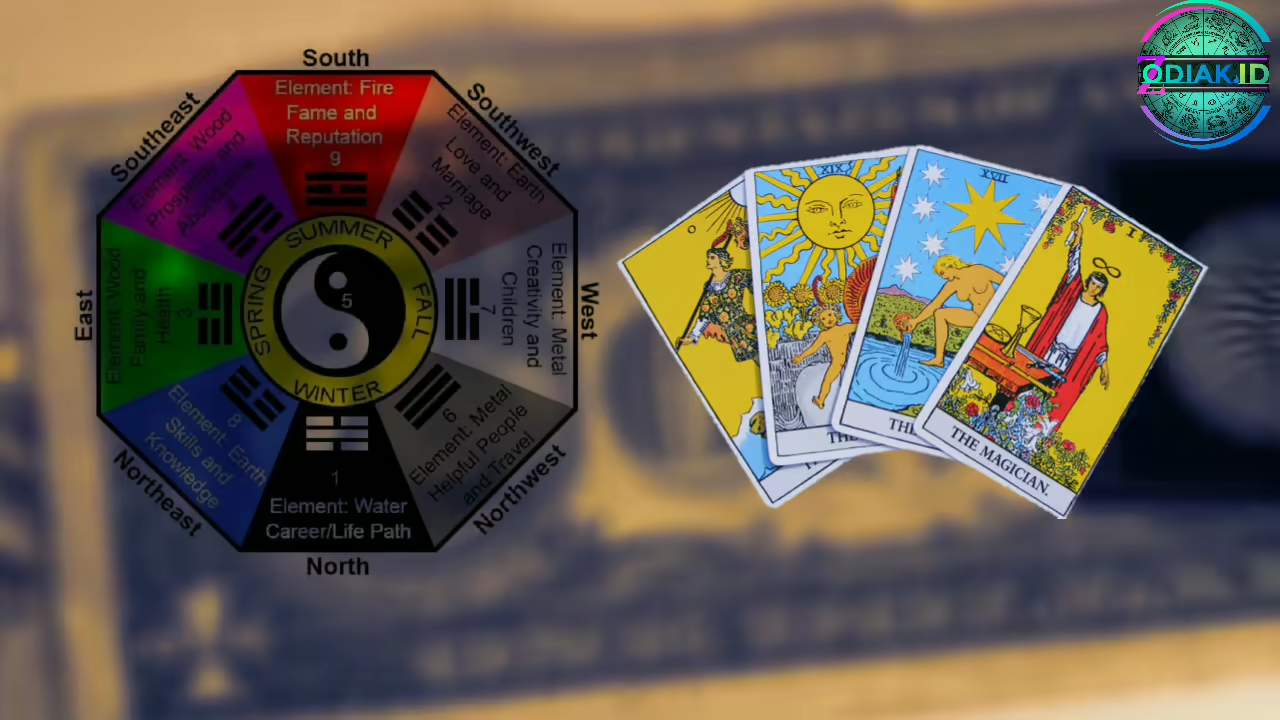 South
Element: Fire
Fame and
Reputation
9
Southwest
Element: Earth
Love and
Marriage
2
West
Element: Metal
Creativity and
Children
7
Northwest
Element: Metal
Helpful People
and Travel
6
North
1
Element: Water
Career/Life Path
Northeast
Element: Earth
Skills and
Knowledge
8
East
Element: Wood
Family and
Health
3
Southeast
Element: Wood
Prosperity and
Abundance
4
SUMMER
FALL
WINTER
SPRING
5
XIX
THE
XVII
THE
I
THE MAGICIAN.
ZODIAK.ID